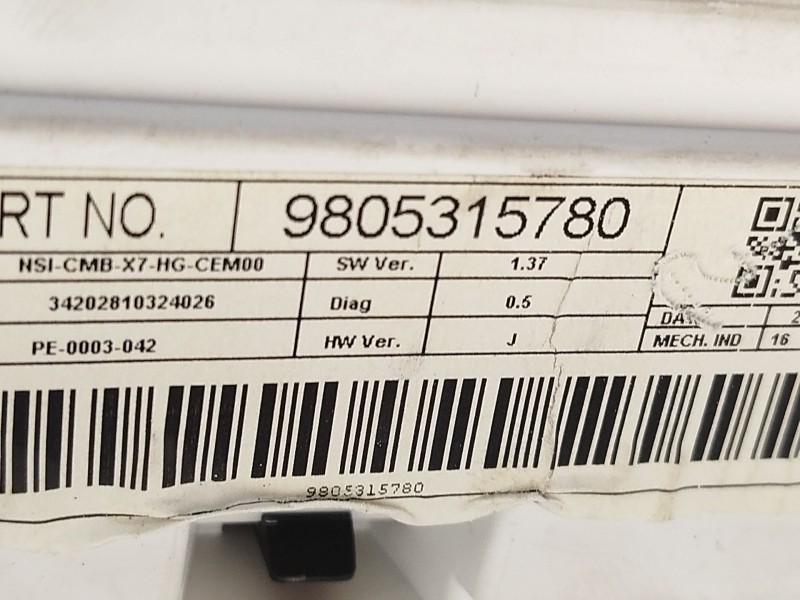 RT NO. 9805315780
NSI-CMB-X7-HG-CEM00 SW Ver. 1.37
34202810324026 Diag 0.5
PE-0003-042 HW Ver. J
MECH. IND 16
9805315780